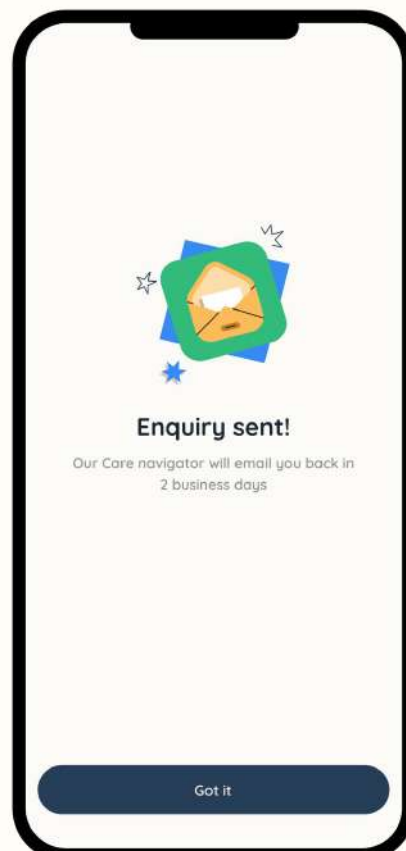 Enquiry sent!
Our Care navigator will email you back in
2 business days
Got it